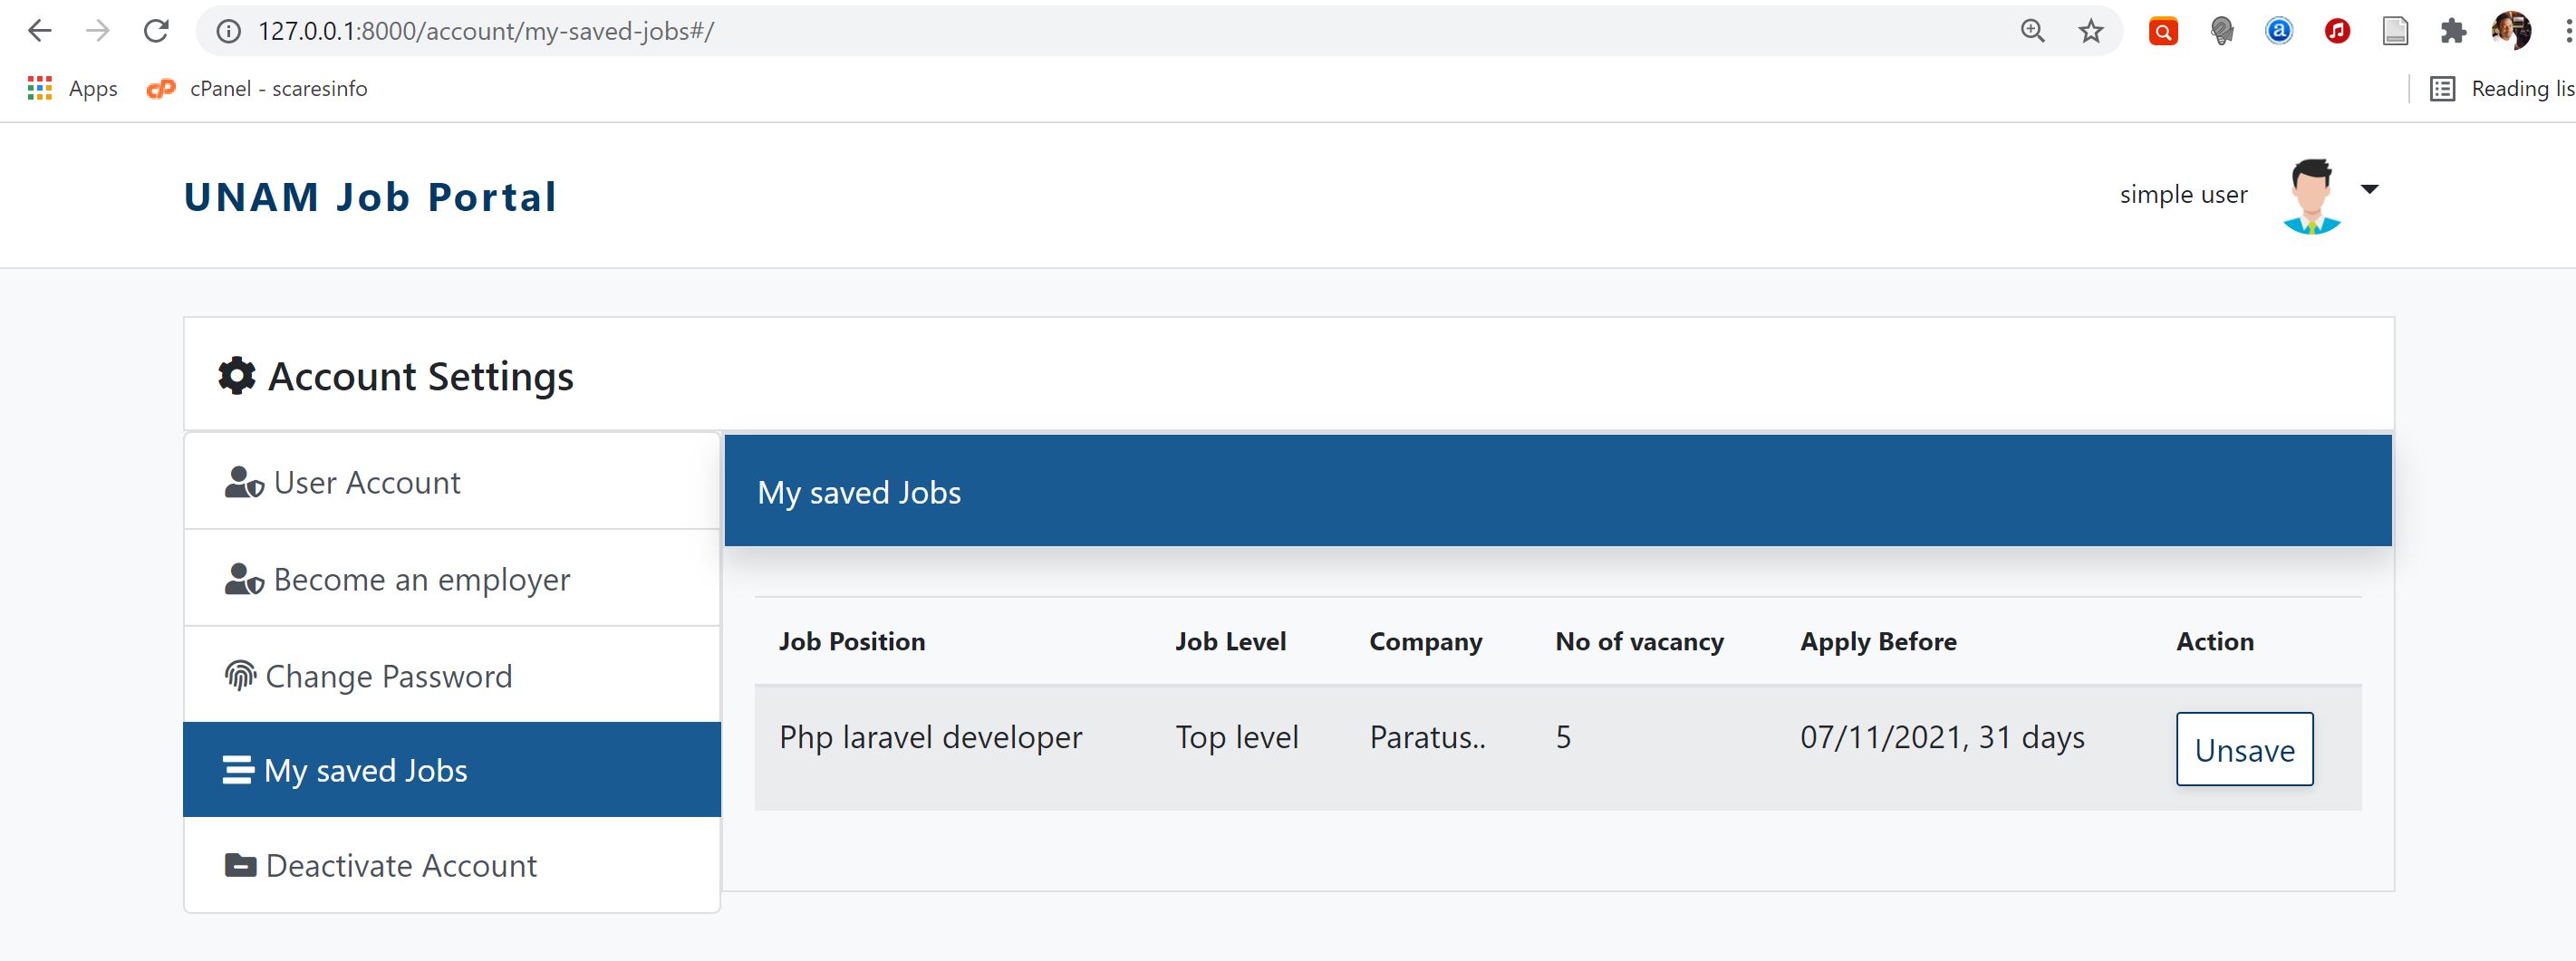 127.0.0.1:8000/account/my-saved-jobs#/
Apps
cPanel - scaresinfo
Reading lis
UNAM Job Portal
simple user
Account Settings
User Account
Become an employer
Change Password
My saved Jobs
Deactivate Account
My saved Jobs
Job Position Job Level Company No of vacancy Apply Before Action
Php laravel developer Top level Paratus.. 5 07/11/2021, 31 days Unsave